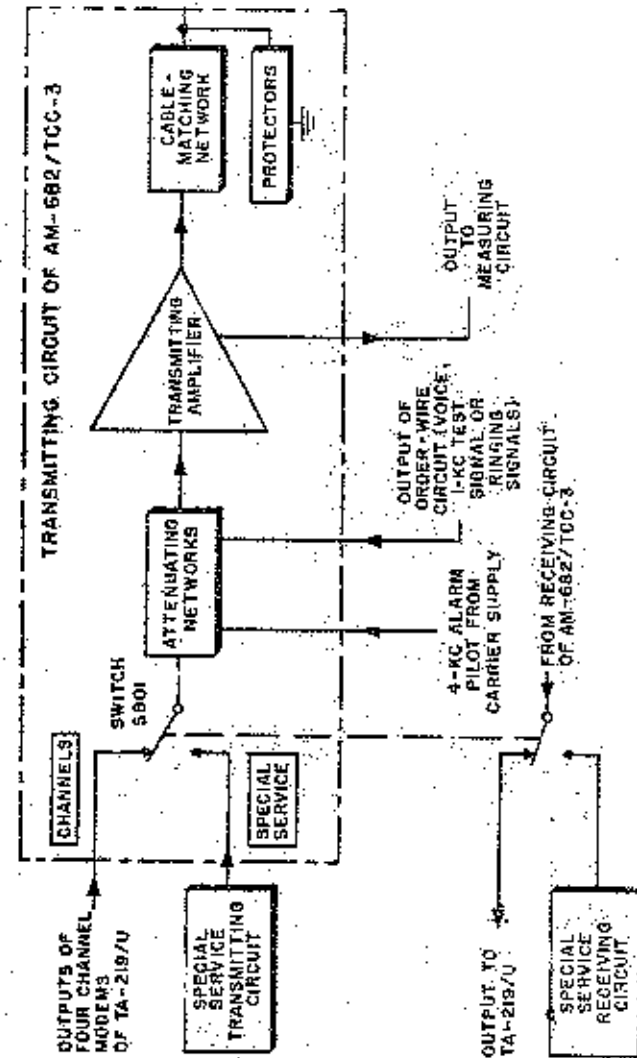 TRANSMITTING CIRCUIT OF AM-682/TCC-3
OUTPUTS OF
FOUR CHANNEL
MODEMS
OF TA-219/U
CHANNELS
SWITCH
S801
ATTENUATING
NETWORKS
TRANSMITTING
AMPLIFIER
CABLE-
MATCHING
NETWORK
PROTECTORS
SPECIAL
SERVICE
TRANSMITTING
CIRCUIT
SPECIAL
SERVICE
4-KC ALARM
PILOT FROM
CARRIER SUPPLY
OUTPUT OF
ORDER-WIRE
CIRCUIT (VOICE,
1-KC TEST
SIGNAL OR
RINGING
SIGNALS)
OUTPUT
TO
MEASURING
CIRCUIT
OUTPUT TO
TA-219/U
FROM RECEIVING CIRCUIT
OF AM-682/TCC-3
SPECIAL
SERVICE
RECEIVING
CIRCUIT